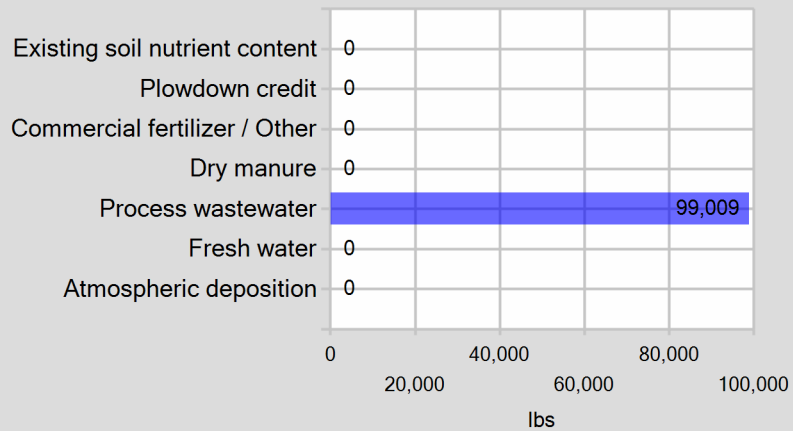 Existing soil nutrient content 0
Plowdown credit 0
Commercial fertilizer / Other 0
Dry manure 0
Process wastewater 99,009
Fresh water 0
Atmospheric deposition 0
0 40,000 80,000
20,000 60,000 100,000
lbs